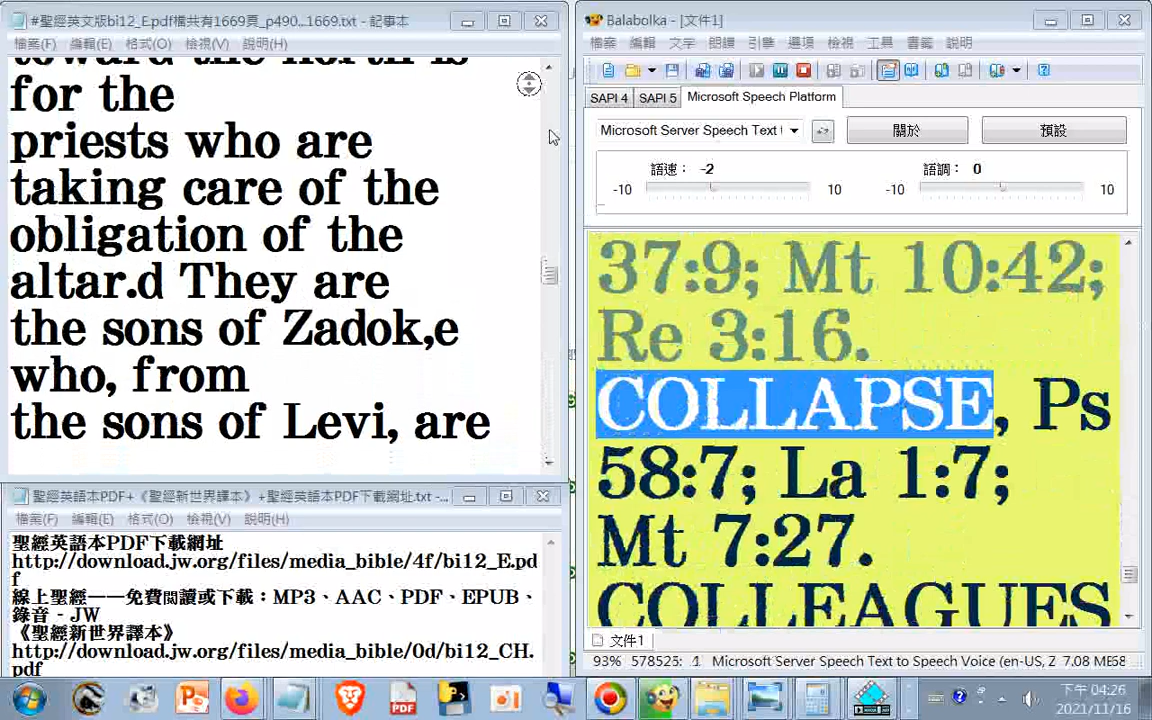 #聖經英文版bi12_E.pdf檔共有1669頁_p490...1669.txt - 記事本
檔案(F) 編輯(E) 格式(O) 檢視(V) 說明(H)
toward the north is
for the
priests who are
taking care of the
obligation of the
altar.d They are
the sons of Zadok,e
who, from
the sons of Levi, are
聖經英語本PDF+《聖經新世界譯本》+聖經英語本PDF下載網址.txt - ...
檔案(F) 編輯(E) 格式(O) 檢視(V) 說明(H)
聖經英語本PDF下載網址
http://download.jw.org/files/media_bible/4f/bi12_E.pd
f
線上聖經——免費閱讀或下載：MP3、AAC、PDF、EPUB、
錄音 - JW
《聖經新世界譯本》
http://download.jw.org/files/media_bible/0d/bi12_CH.
pdf
Balabolka - [文件1]
檔案 編輯 文字 朗讀 引擎 選項 檢視 工具 書籤 說明
SAPI 4 SAPI 5 Microsoft Speech Platform
Microsoft Server Speech Text 關於 預設
語速： -2 語調： 0
-10 10 -10 10
37:9; Mt 10:42;
Re 3:16.
COLLAPSE, Ps
58:7; La 1:7;
Mt 7:27.
COLLEAGUES
文件1
93% 578525: 1 Microsoft Server Speech Text to Speech Voice (en-US, Z 7.08 MB
PDF
下午 04:26
2021/11/16